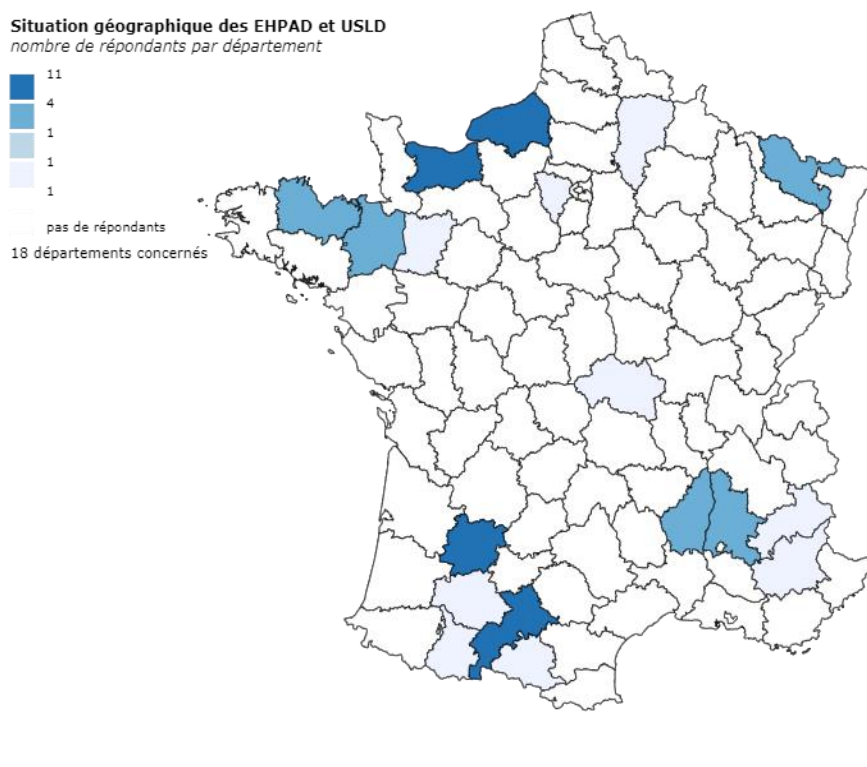 Situation géographique des EHPAD et USLD
nombre de répondants par département
11
4
1
1
1
pas de répondants
18 départements concernés